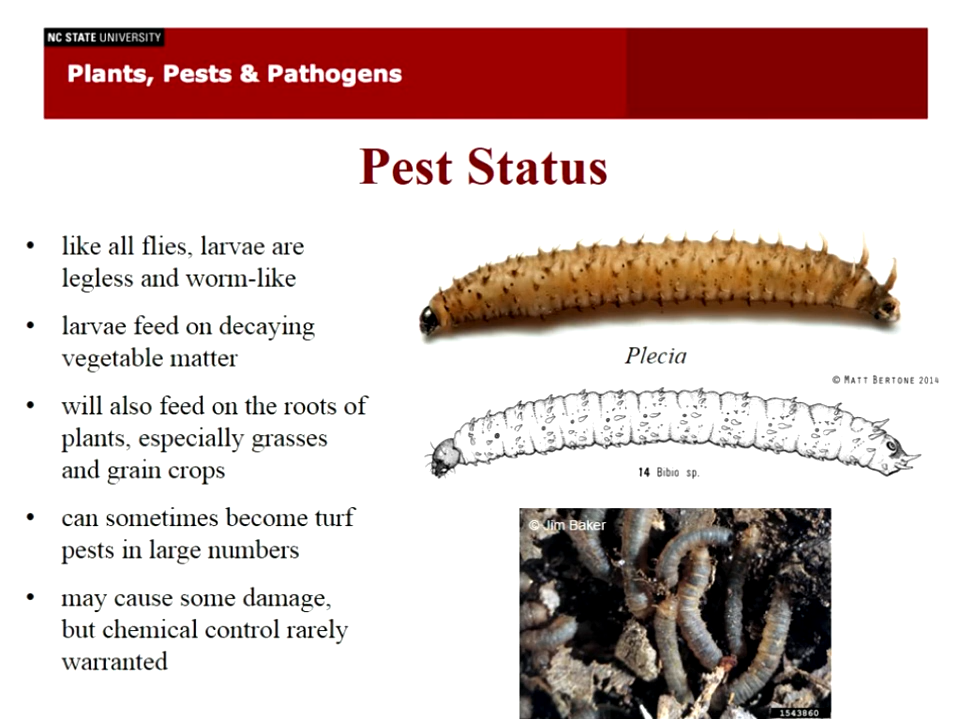 NC STATE UNIVERSITY
Plants, Pests & Pathogens
Pest Status
• like all flies, larvae are
legless and worm-like
• larvae feed on decaying
vegetable matter
• will also feed on the roots of
plants, especially grasses
and grain crops
• can sometimes become turf
pests in large numbers
• may cause some damage,
but chemical control rarely
warranted
Plecia
© MATT BERTONE 2014
14 BIBIO sp.
© Jim Baker
1543860